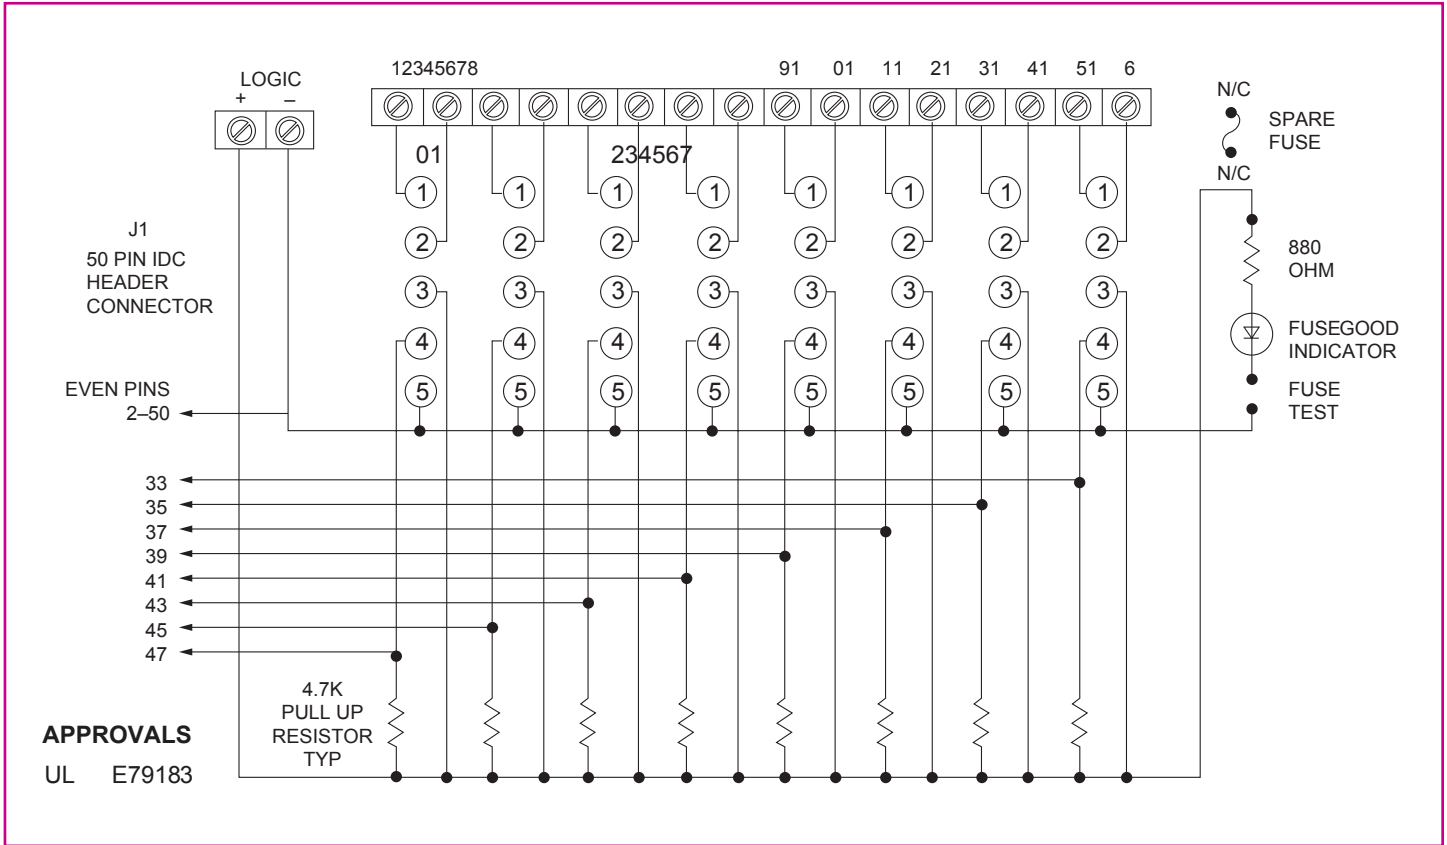 LOGIC
+ –
12345678 91 01 11 21 31 41 51 6
N/C
SPARE
FUSE
N/C
01 234567
1 1 1 1 1 1 1 1
2 2 2 2 2 2 2 2
3 3 3 3 3 3 3 3
4 4 4 4 4 4 4 4
5 5 5 5 5 5 5 5
J1
50 PIN IDC
HEADER
CONNECTOR
880
OHM
FUSEGOOD
INDICATOR
FUSE
TEST
EVEN PINS
2–50
33
35
37
39
41
43
45
47
4.7K
PULL UP
RESISTOR
TYP
APPROVALS
UL E79183